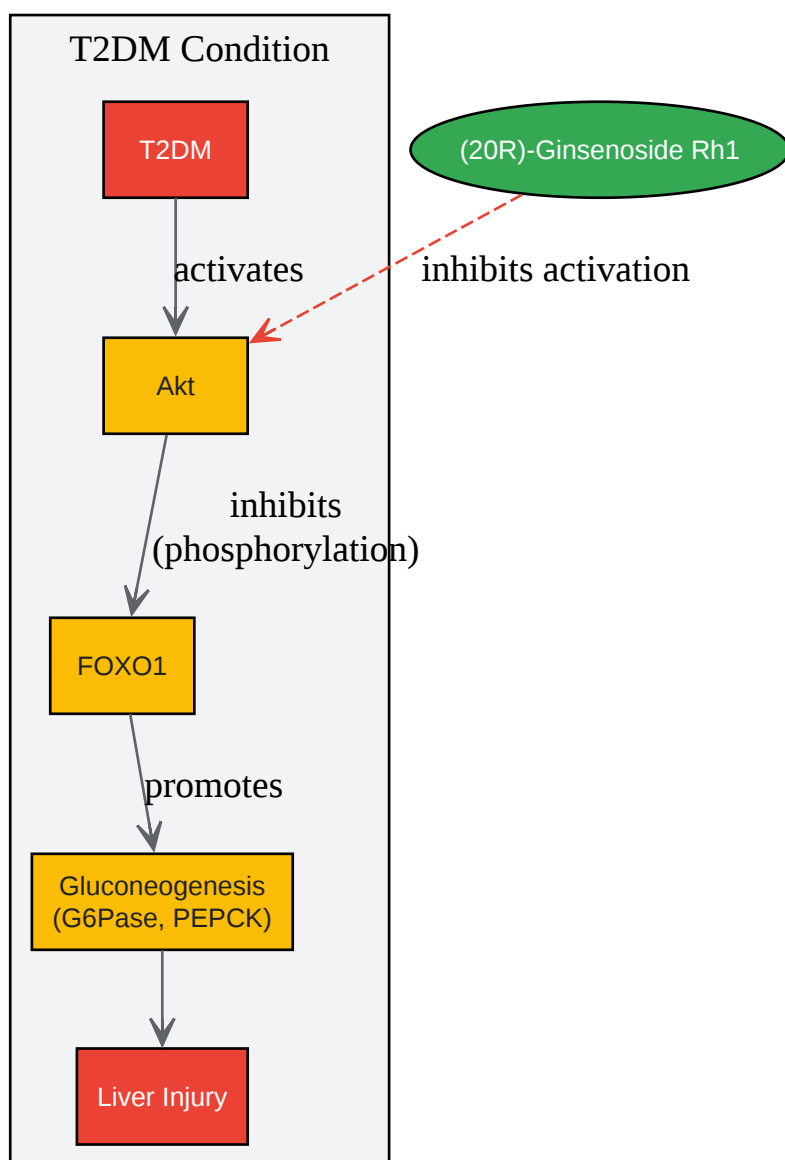 T2DM Condition
T2DM
(20R)-Ginsenoside Rh1
activates
inhibits activation
Akt
inhibits
(phosphorylation)
FOXO1
promotes
Gluconeogenesis
(G6Pase, PEPCK)
Liver Injury